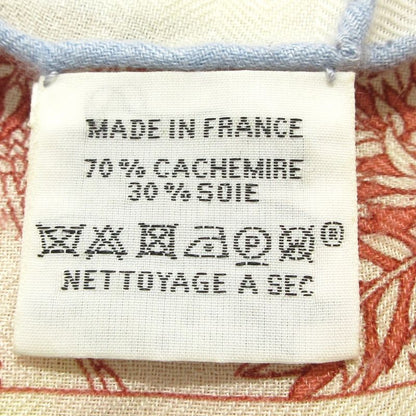 MADE IN FRANCE
70% CACHEMIRE
30% SOIE
P ®
NETTOYAGE A SEC